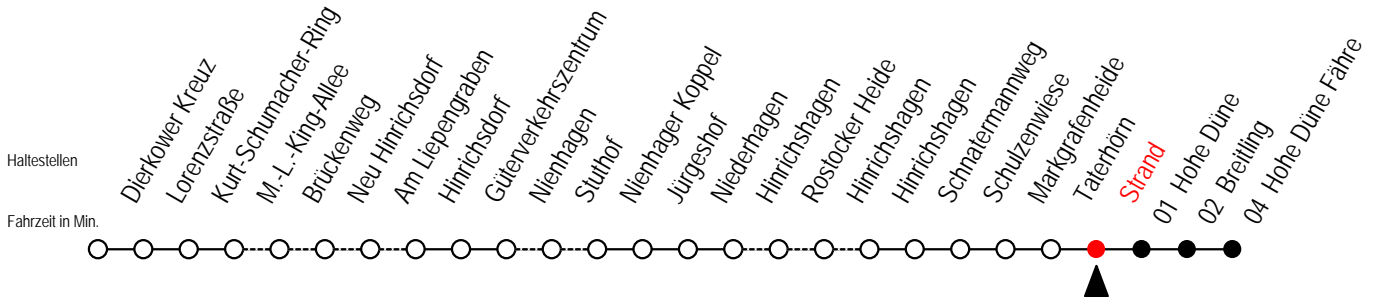 Haltestellen
Fahrzeit in Min.
Dierkower Kreuz
Lorenzstraße
Kurt-Schumacher-Ring
M.-L.-King-Allee
Brückenweg
Neu Hinrichsdorf
Am Liepengraben
Hinrichsdorf
Güterverkehrszentrum
Nienhagen
Stuthof
Nienhager Koppel
Jürgeshof
Niederhagen
Hinrichshagen
Rostocker Heide
Hinrichshagen
Hinrichshagen
Schnatermannweg
Schulzenwiese
Markgrafenheide
Taterhörn
Strand
01 Hohe Düne
02 Breitling
04 Hohe Düne Fähre